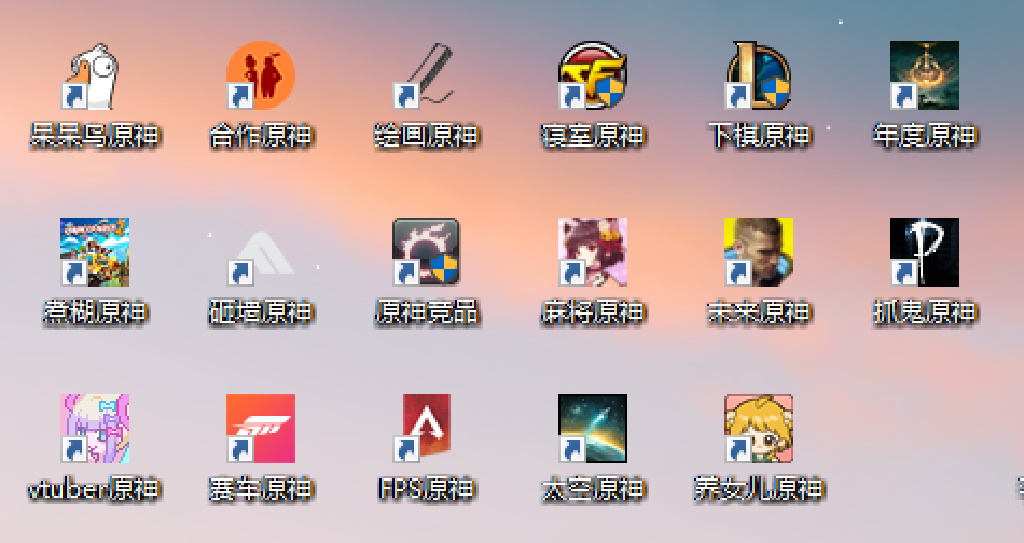 呆呆鸟原神
合作原神
绘画原神
寝室原神
下棋原神
年度原神
煮糊原神
砸墙原神
原神竞品
麻将原神
未来原神
抓鬼原神
vtuber原神
赛车原神
FPS原神
太空原神
养女儿原神